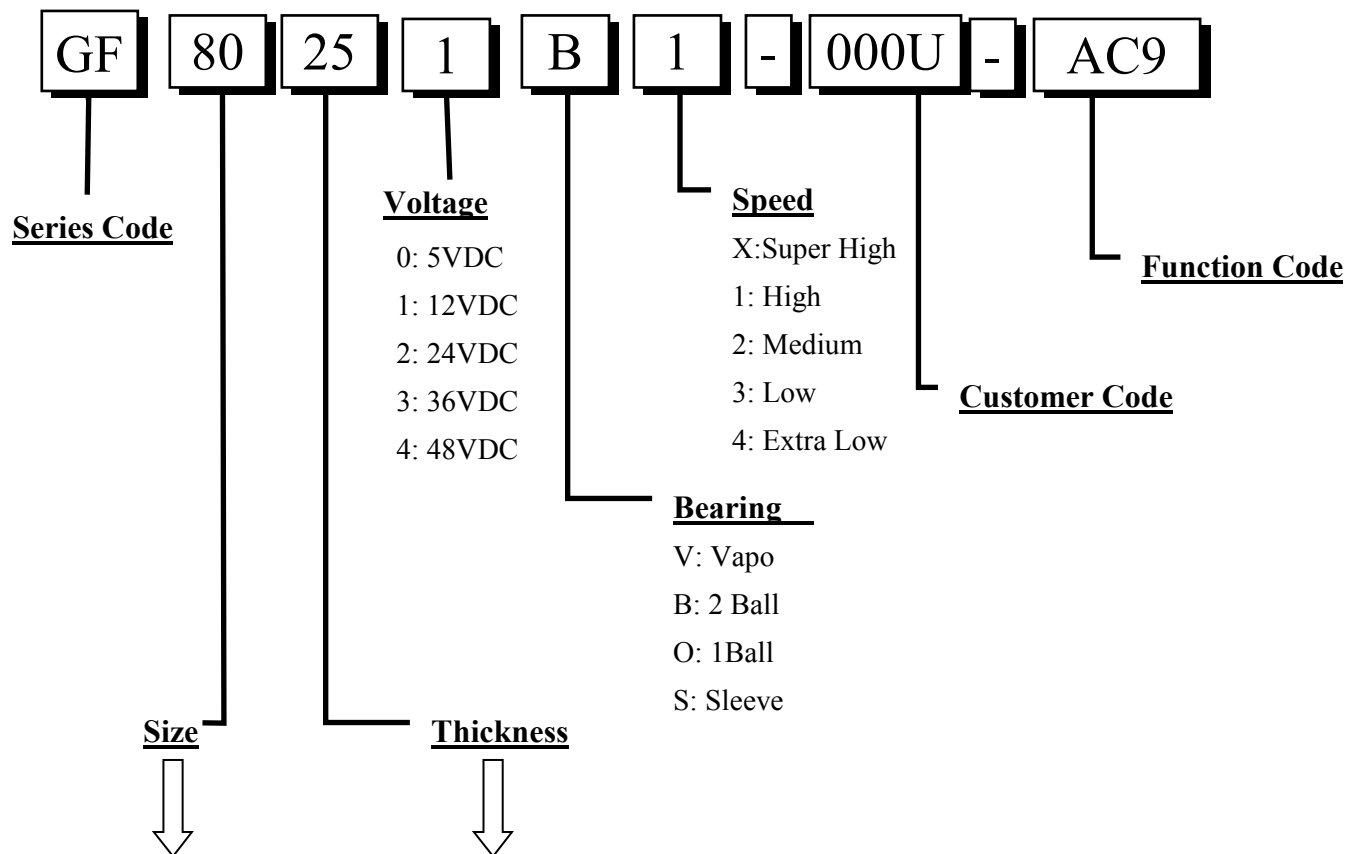 GF 80 25 1 B 1 - 000U - AC9
Series Code
Voltage
0: 5VDC
1: 12VDC
2: 24VDC
3: 36VDC
4: 48VDC
Speed
X:Super High
1: High
2: Medium
3: Low
4: Extra Low
Function Code
Customer Code
Bearing
V: Vapo
B: 2 Ball
O: 1Ball
S: Sleeve
Size
Thickness